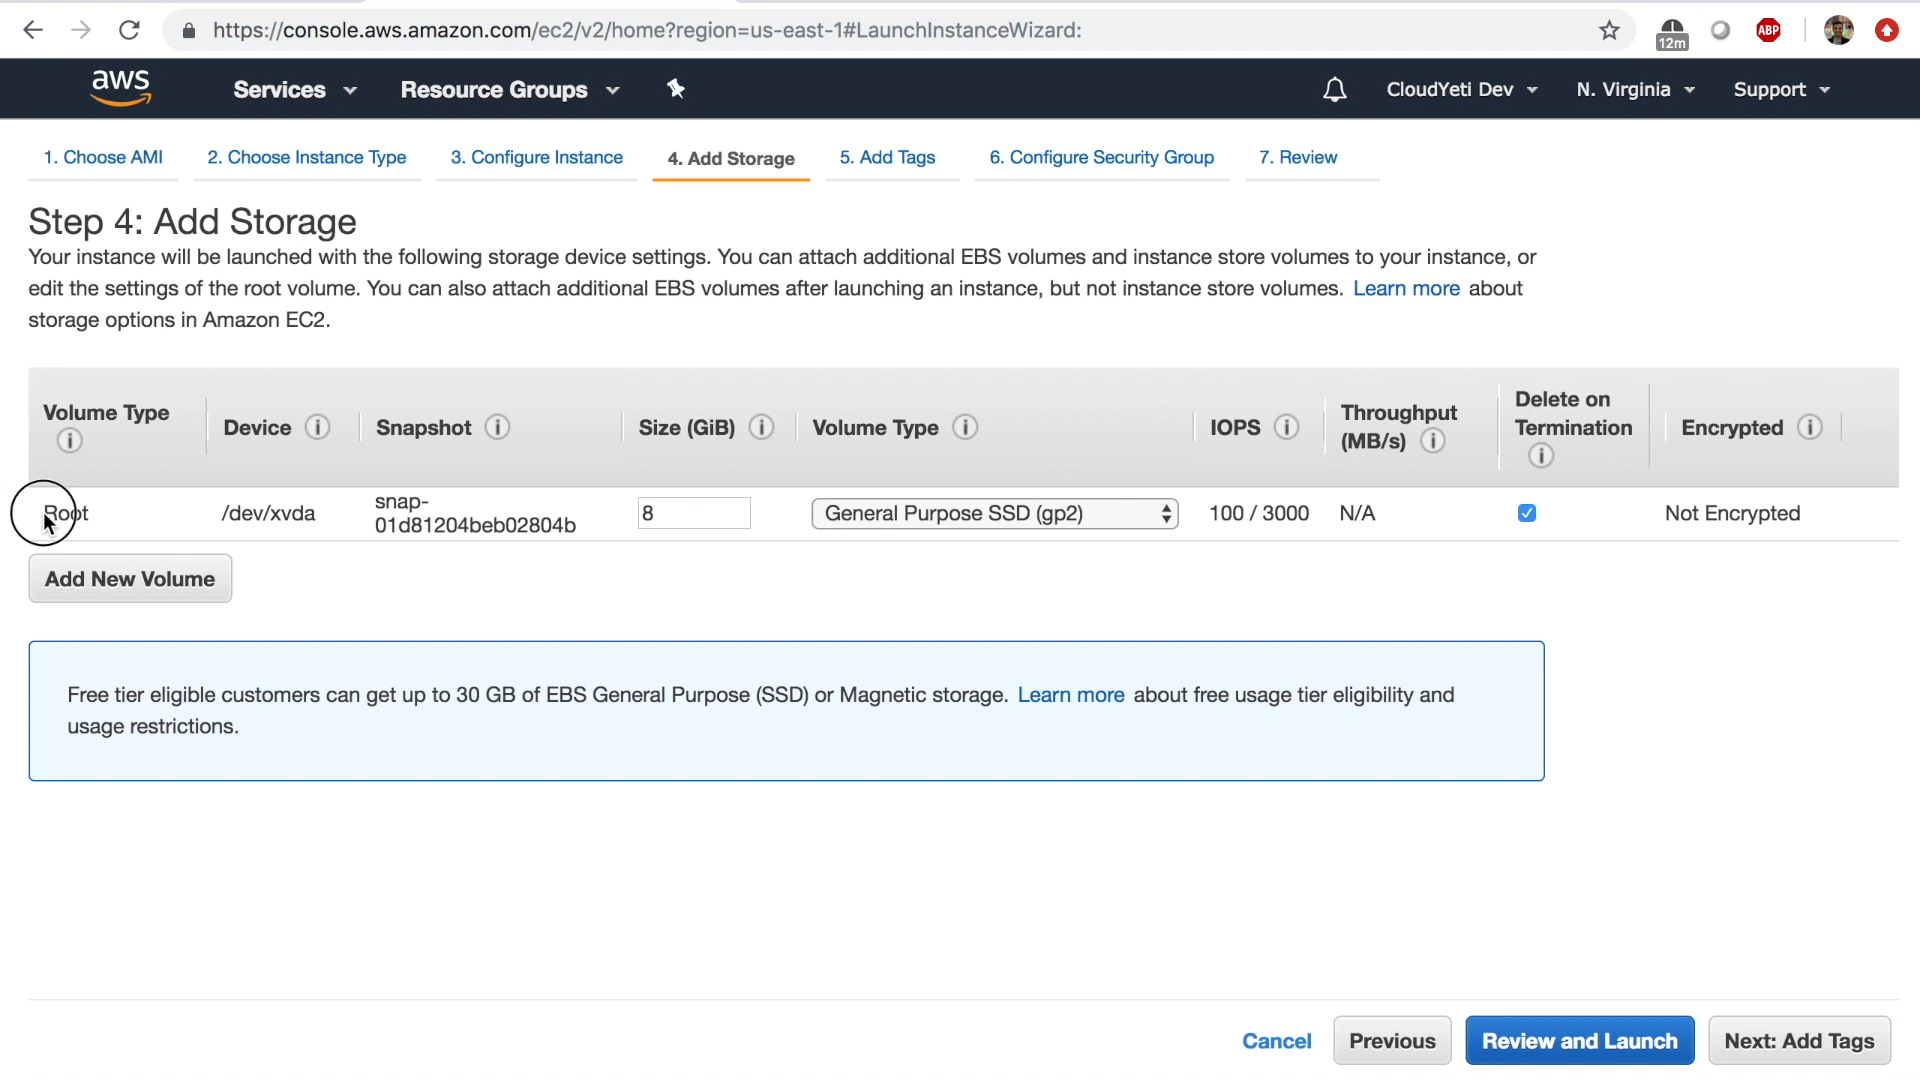 https://console.aws.amazon.com/ec2/v2/home?region=us-east-1#LaunchInstanceWizard:
12m
ABP
aws
Services
Resource Groups
CloudYeti Dev
N. Virginia
Support
1. Choose AMI
2. Choose Instance Type
3. Configure Instance
4. Add Storage
5. Add Tags
6. Configure Security Group
7. Review
Step 4: Add Storage
Your instance will be launched with the following storage device settings. You can attach additional EBS volumes and instance store volumes to your instance, or
edit the settings of the root volume. You can also attach additional EBS volumes after launching an instance, but not instance store volumes. Learn more about
storage options in Amazon EC2.
Volume Type
i
Device i
Snapshot i
Size (GiB) i
Volume Type i
IOPS i
Throughput
(MB/s) i
Delete on
Termination
i
Encrypted i
Root
/dev/xvda
snap-
01d81204beb02804b
8
General Purpose SSD (gp2)
100 / 3000
N/A
Not Encrypted
Add New Volume
Free tier eligible customers can get up to 30 GB of EBS General Purpose (SSD) or Magnetic storage. Learn more about free usage tier eligibility and
usage restrictions.
Cancel
Previous
Review and Launch
Next: Add Tags